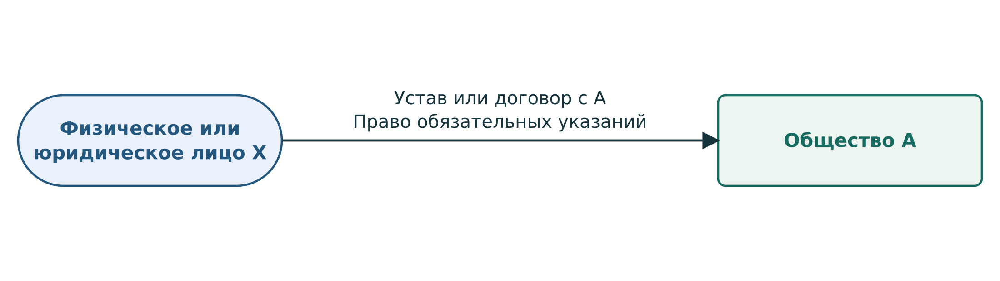 Устав или договор с А
Право обязательных указаний
Физическое или
юридическое лицо X
Общество А